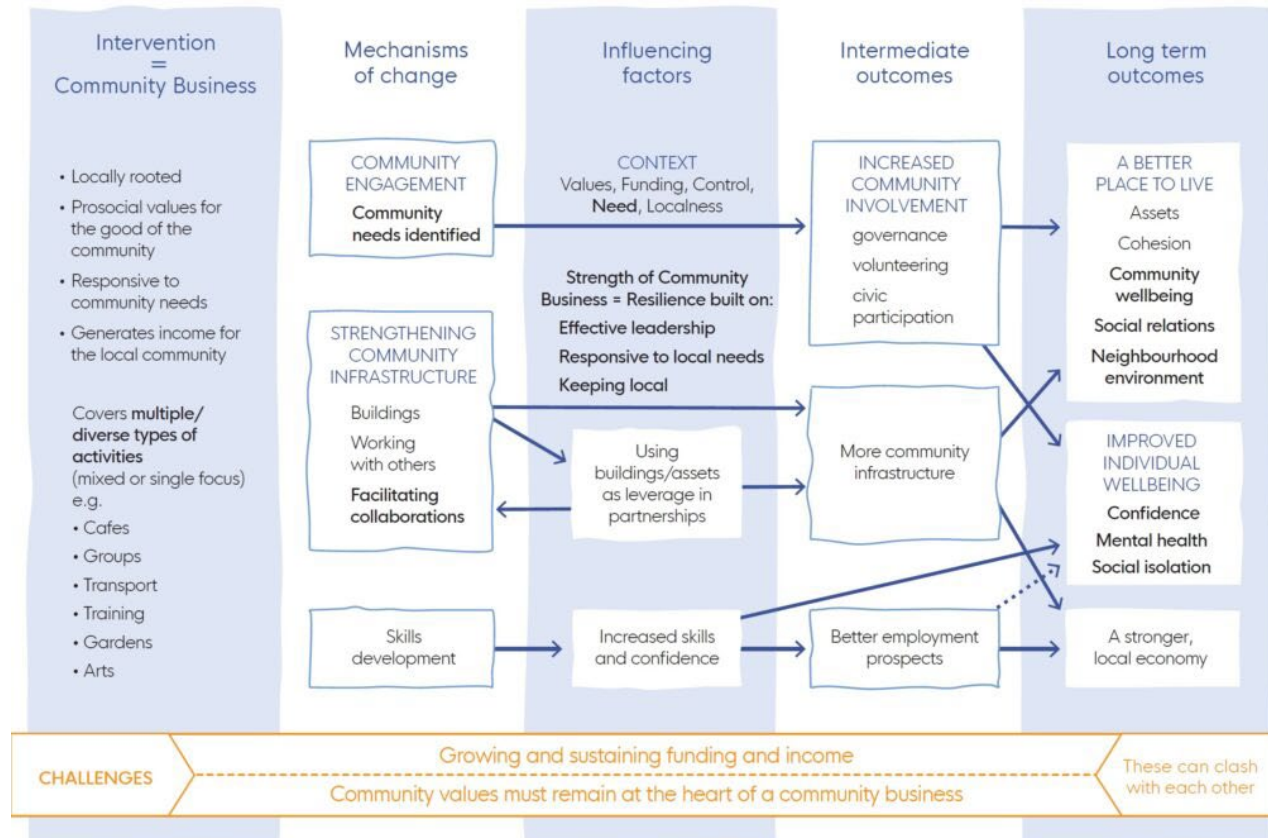 Intervention
=
Community Business
• Locally rooted
• Prosocial values for
the good of the
community
• Responsive to
community needs
• Generates income for
the local community
Covers multiple/
diverse types of
activities
(mixed or single focus)
e.g.
• Cafes
• Groups
• Transport
• Training
• Gardens
• Arts
Mechanisms
of change
COMMUNITY
ENGAGEMENT
Community
needs identified
STRENGTHENING
COMMUNITY
INFRASTRUCTURE
Buildings
Working
with others
Facilitating
collaborations
Skills
development
Influencing
factors
CONTEXT
Values, Funding, Control,
Need, Localness
Strength of Community
Business = Resilience built on:
Effective leadership
Responsive to local needs
Keeping local
Using
buildings/assets
as leverage in
partnerships
Increased skills
and confidence
Intermediate
outcomes
INCREASED
COMMUNITY
INVOLVEMENT
governance
volunteering
civic
participation
More community
infrastructure
Better employment
prospects
Long term
outcomes
A BETTER
PLACE TO LIVE
Assets
Cohesion
Community
wellbeing
Social relations
Neighbourhood
environment
IMPROVED
INDIVIDUAL
WELLBEING
Confidence
Mental health
Social isolation
A stronger,
local economy
CHALLENGES
Growing and sustaining funding and income
Community values must remain at the heart of a community business
These can clash
with each other